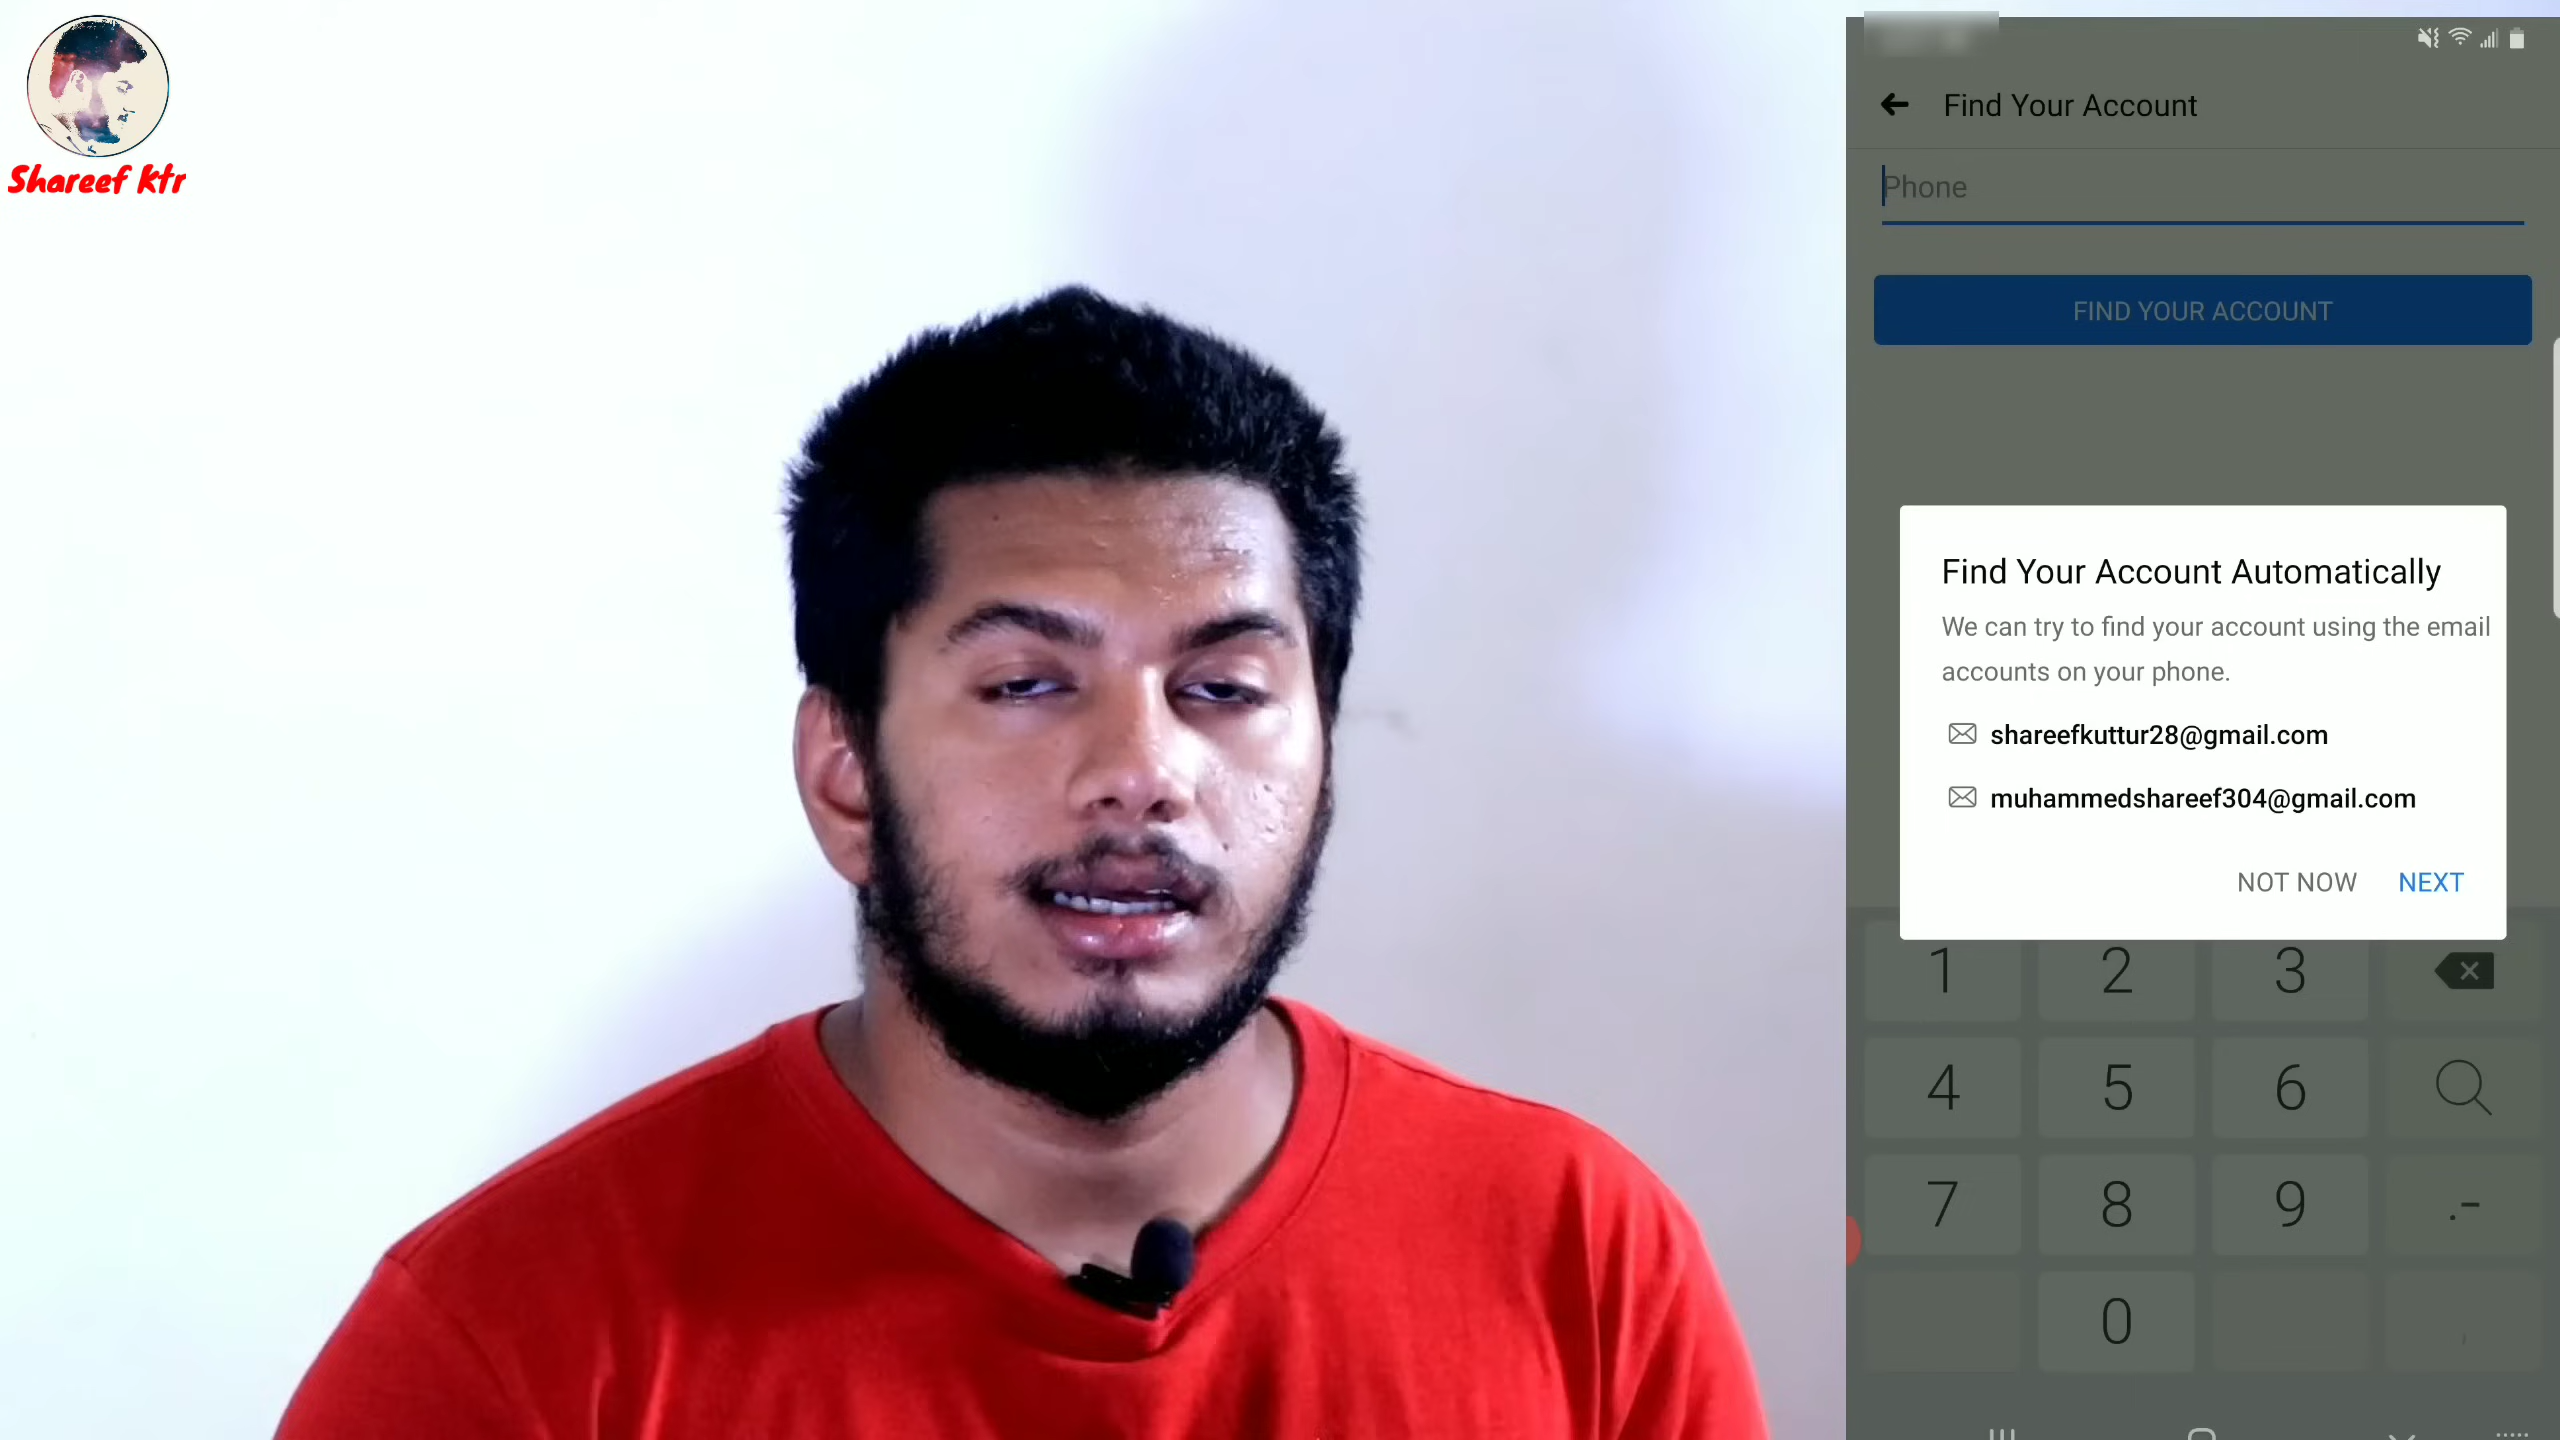 Shareef Ktr
Find Your Account
Phone
FIND YOUR ACCOUNT
Find Your Account Automatically
We can try to find your account using the email
accounts on your phone.
shareefkuttur28@gmail.com
muhammedshareef304@gmail.com
NOT NOW NEXT
1 2 3
4 5 6
7 8 9 .-
0 ,